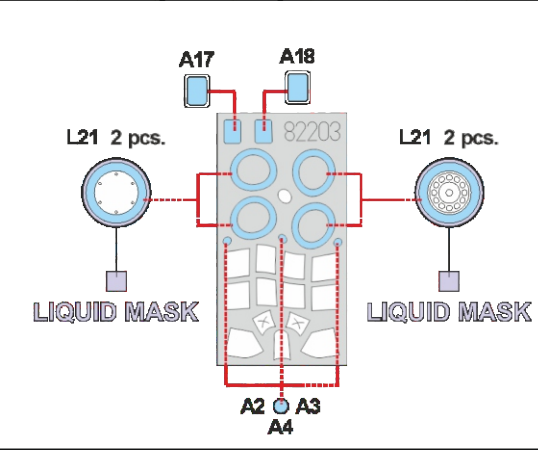 A17
A18
82203
L21 2 pcs.
L21 2 pcs.
LIQUID MASK
LIQUID MASK
A2 A3
A4